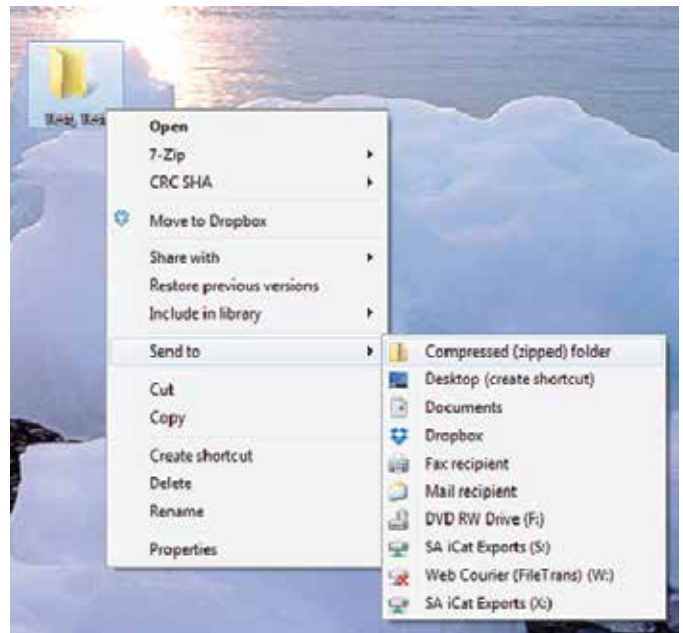 Open
7-Zip
CRC SHA
Move to Dropbox
Share with
Restore previous versions
Include in library
Send to
Cut
Copy
Create shortcut
Delete
Rename
Properties
Compressed (zipped) folder
Desktop (create shortcut)
Documents
Dropbox
Fax recipient
Mail recipient
DVD RW Drive (F:)
SA iCat Exports (S:)
Web Courier (FileTrans) (W:)
SA iCat Exports (X:)